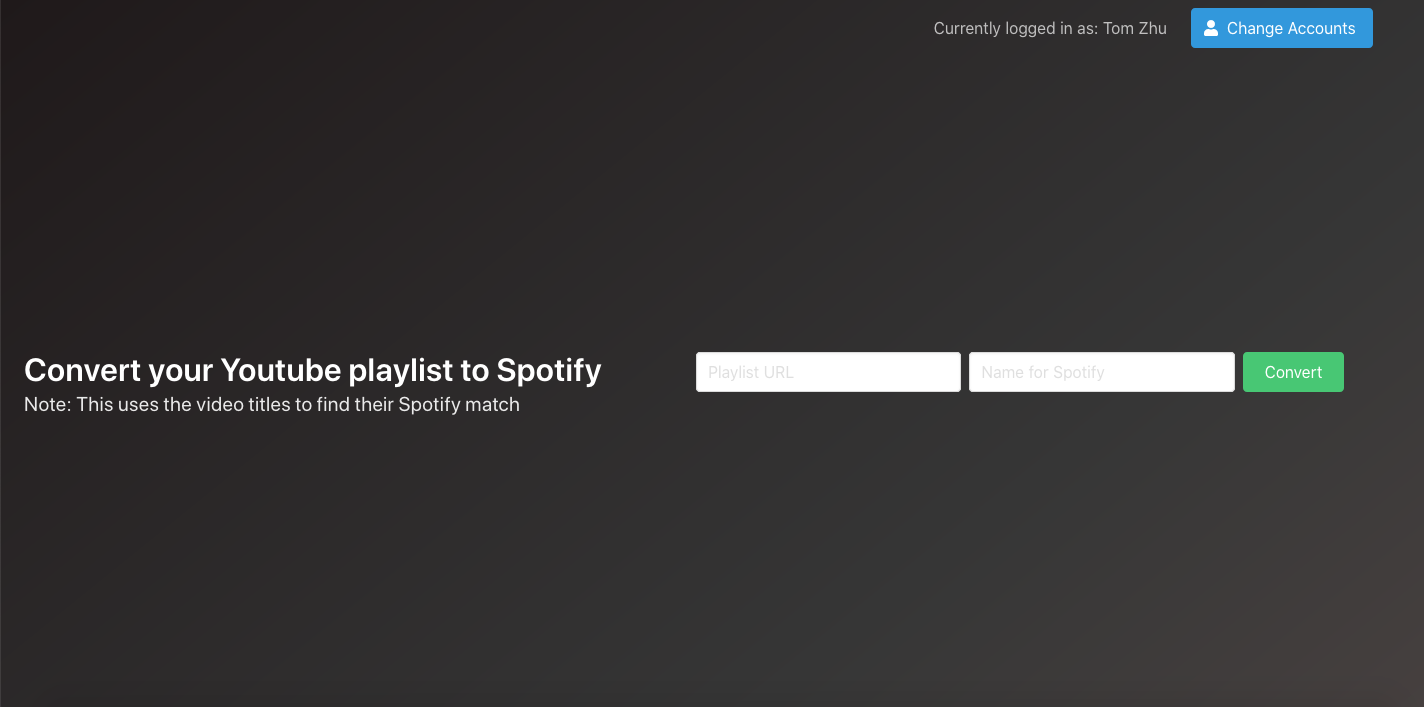 Currently logged in as: Tom Zhu
Change Accounts
Convert your Youtube playlist to Spotify
Note: This uses the video titles to find their Spotify match
Playlist URL
Name for Spotify
Convert